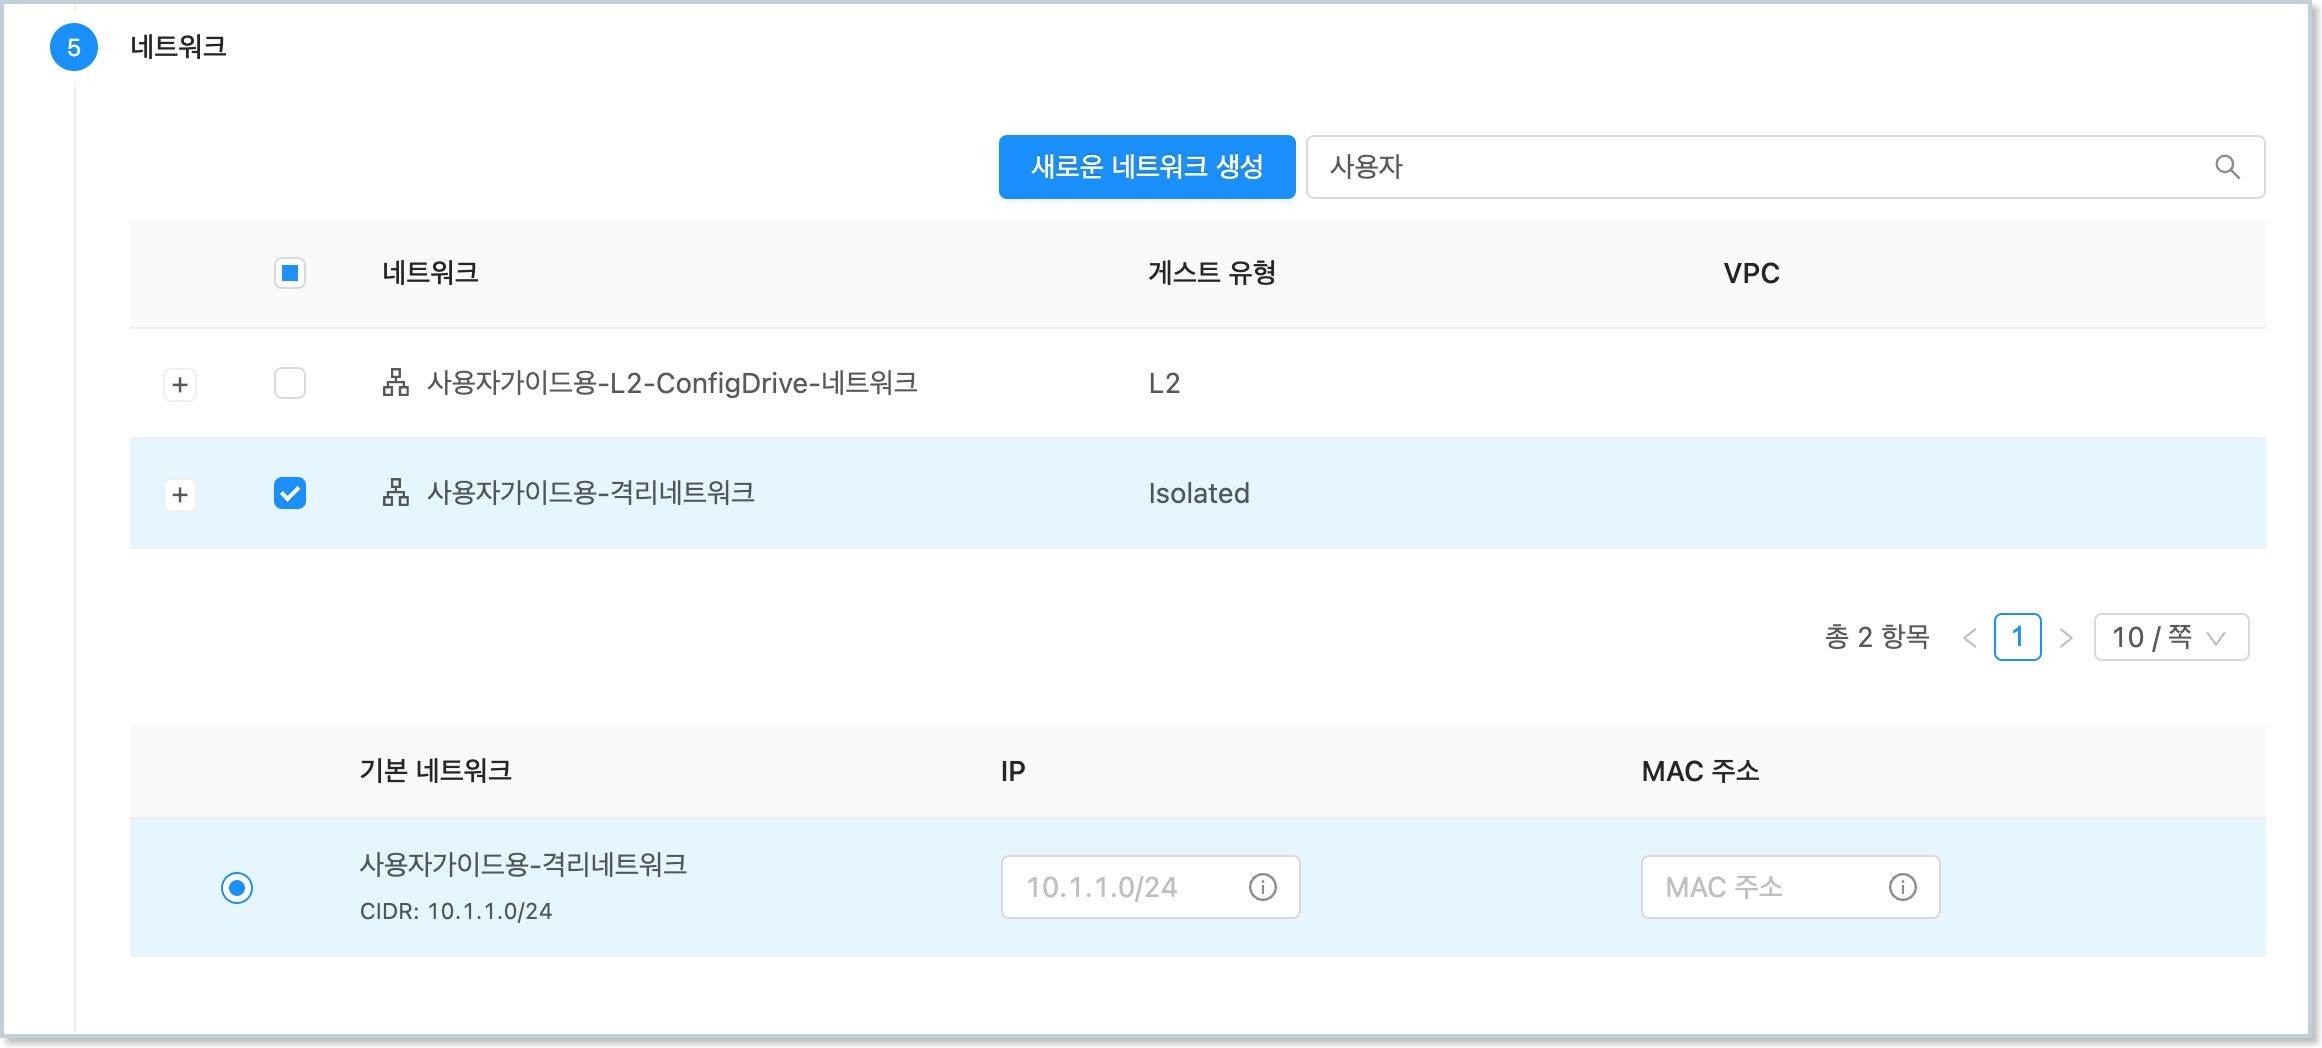 5 네트워크
새로운 네트워크 생성 사용자
네트워크 게스트 유형 VPC
사용자가이드용-L2-ConfigDrive-네트워크 L2
사용자가이드용-격리네트워크 Isolated
총 2 항목 < 1 > 10 / 쪽
기본 네트워크 IP MAC 주소
사용자가이드용-격리네트워크
10.1.1.0/24 MAC 주소
CIDR: 10.1.1.0/24